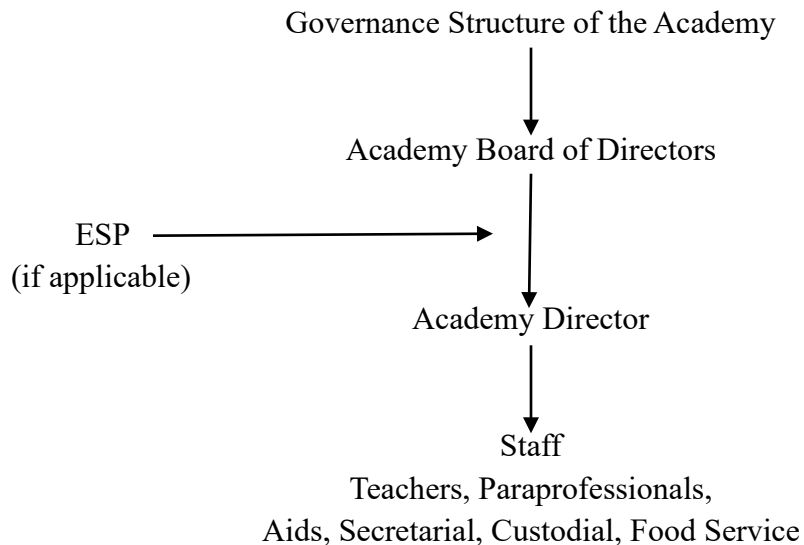 Governance Structure of the Academy
Academy Board of Directors
ESP
(if applicable)
Academy Director
Staff
Teachers, Paraprofessionals,
Aids, Secretarial, Custodial, Food Service